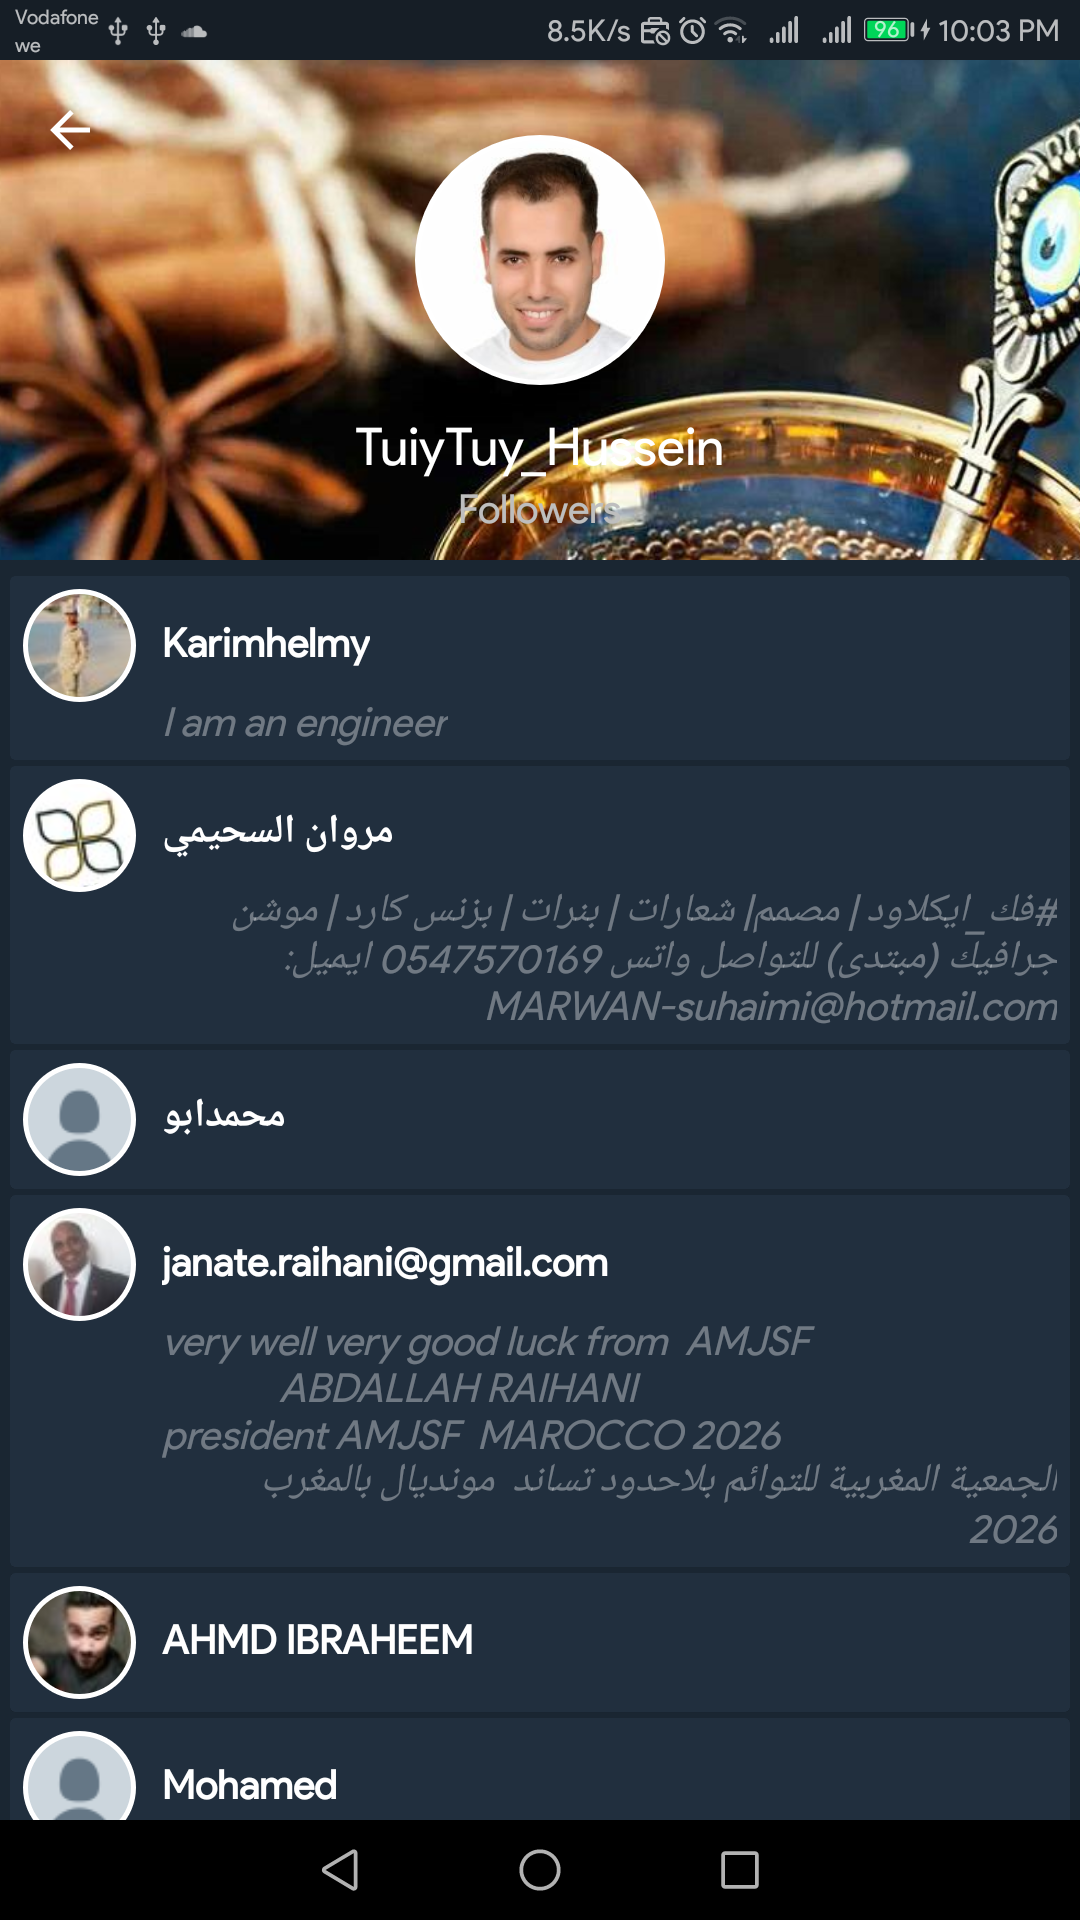 Vodafone
we
8.5K/s
96
10:03 PM
TuiyTuy_Hussein
Followers
Karimhelmy
I am an engineer
مروان السحيمي
#فك_ايكلاود | مصمم| شعارات | بنرات | بزنس كارد | موشن
جرافيك (مبتدى) للتواصل واتس 0547570169 ايميل:
MARWAN-suhaimi@hotmail.com
محمدابو
janate.raihani@gmail.com
very well very good luck from  AMJSF
ABDALLAH RAIHANI
president AMJSF  MAROCCO 2026
الجمعية المغربية للتوائم بلاحدود تساند  مونديال بالمغرب
2026
AHMD IBRAHEEM
Mohamed